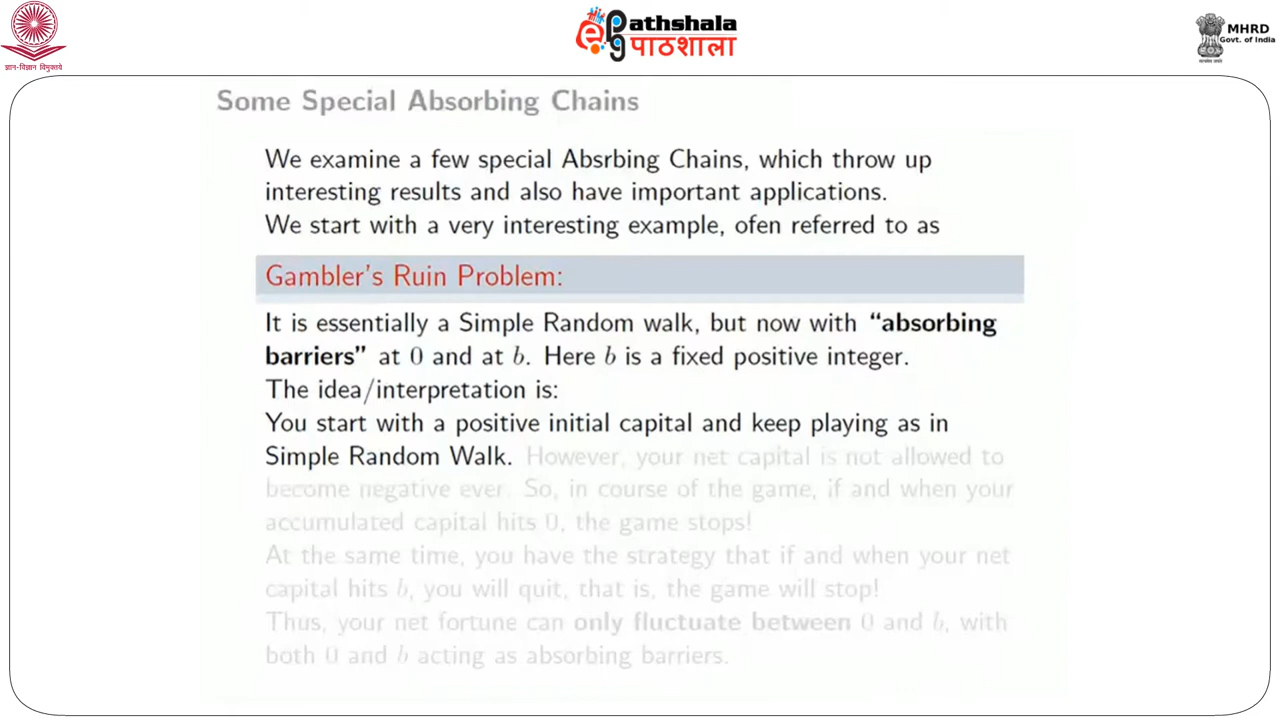 ज्ञान-विज्ञान विमुक्तये
ePG Pathshala
पाठशाला
MHRD
Govt. of India
Some Special Absorbing Chains
We examine a few special Absrbing Chains, which throw up
interesting results and also have important applications.
We start with a very interesting example, ofen referred to as
Gambler's Ruin Problem:
It is essentially a Simple Random walk, but now with “absorbing
barriers” at 0 and at b. Here b is a fixed positive integer.
The idea/interpretation is:
You start with a positive initial capital and keep playing as in
Simple Random Walk. However, your net capital is not allowed to
become negative ever. So, in course of the game, if and when your
accumulated capital hits 0, the game stops!
At the same time, you have the strategy that if and when your net
capital hits b, you will quit, that is, the game will stop!
Thus, your net fortune can only fluctuate between 0 and b, with
both 0 and b acting as absorbing barriers.